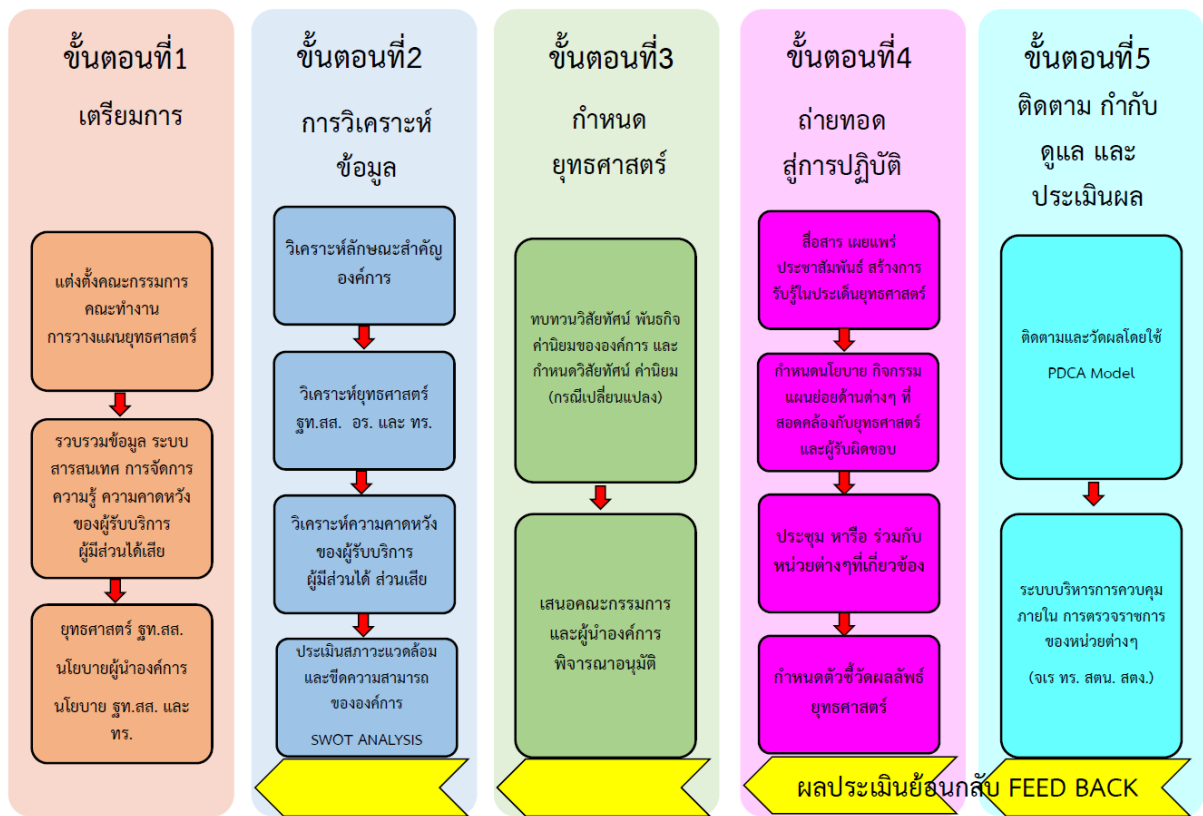 ขั้นตอนที่1
เตรียมการ
แต่งตั้งคณะกรรมการ
คณะทำงาน
การวางแผนยุทธศาสตร์
รวบรวมข้อมูล ระบบ
สารสนเทศ การจัดการ
ความรู้ ความคาดหวัง
ของผู้รับบริการ
ผู้มีส่วนได้เสีย
ยุทธศาสตร์ ฐท.สส.
นโยบายผู้นำองค์การ
นโยบาย ฐท.สส. และ
ทร.
ขั้นตอนที่2
การวิเคราะห์
ข้อมูล
วิเคราะห์ลักษณะสำคัญ
องค์การ
วิเคราะห์ยุทธศาสตร์
ฐท.สส. อร. และ ทร.
วิเคราะห์ความคาดหวัง
ของผู้รับบริการ
ผู้มีส่วนได้ ส่วนเสีย
ประเมินสภาวะแวดล้อม
และขีดความสามารถ
ขององค์การ
SWOT ANALYSIS
ขั้นตอนที่3
กำหนด
ยุทธศาสตร์
ทบทวนวิสัยทัศน์ พันธกิจ
ค่านิยมขององค์การ และ
กำหนดวิสัยทัศน์ ค่านิยม
(กรณีเปลี่ยนแปลง)
เสนอคณะกรรมการ
และผู้นำองค์การ
พิจารณาอนุมัติ
ขั้นตอนที่4
ถ่ายทอด
สู่การปฏิบัติ
สื่อสาร เผยแพร่
ประชาสัมพันธ์ สร้างการ
รับรู้ในประเด็นยุทธศาสตร์
กำหนดนโยบาย กิจกรรม
แผนย่อยด้านต่างๆ ที่
สอดคล้องกับยุทธศาสตร์
และผู้รับผิดชอบ
ประชุม หารือ ร่วมกับ
หน่วยต่างๆที่เกี่ยวข้อง
กำหนดตัวชี้วัดผลลัพธ์
ยุทธศาสตร์
ขั้นตอนที่5
ติดตาม กำกับ
ดูแล และ
ประเมินผล
ติดตามและวัดผลโดยใช้
PDCA Model
ระบบบริหารการควบคุม
ภายใน การตรวจราชการ
ของหน่วยต่างๆ
(จเร ทร. สตน. สตง.)
ผลประเมินย้อนกลับ FEED BACK